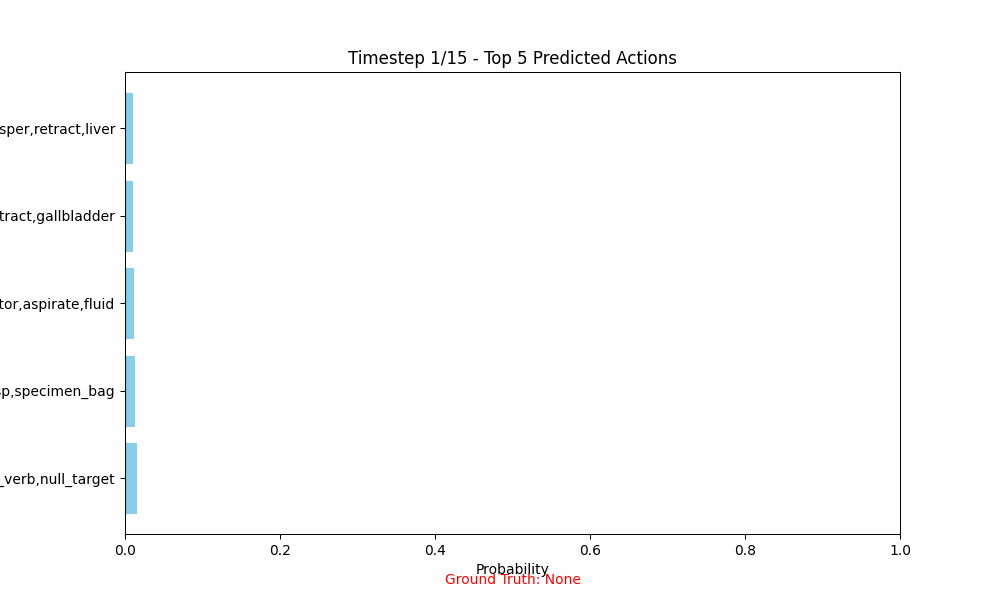 Timestep 1/15 - Top 5 Predicted Actions
sper,retract,liver
tract,gallbladder
tor,aspirate,fluid
sp,specimen_bag
_verb,null_target
0.0 0.2 0.4 0.6 0.8 1.0
Probability
Ground Truth: None